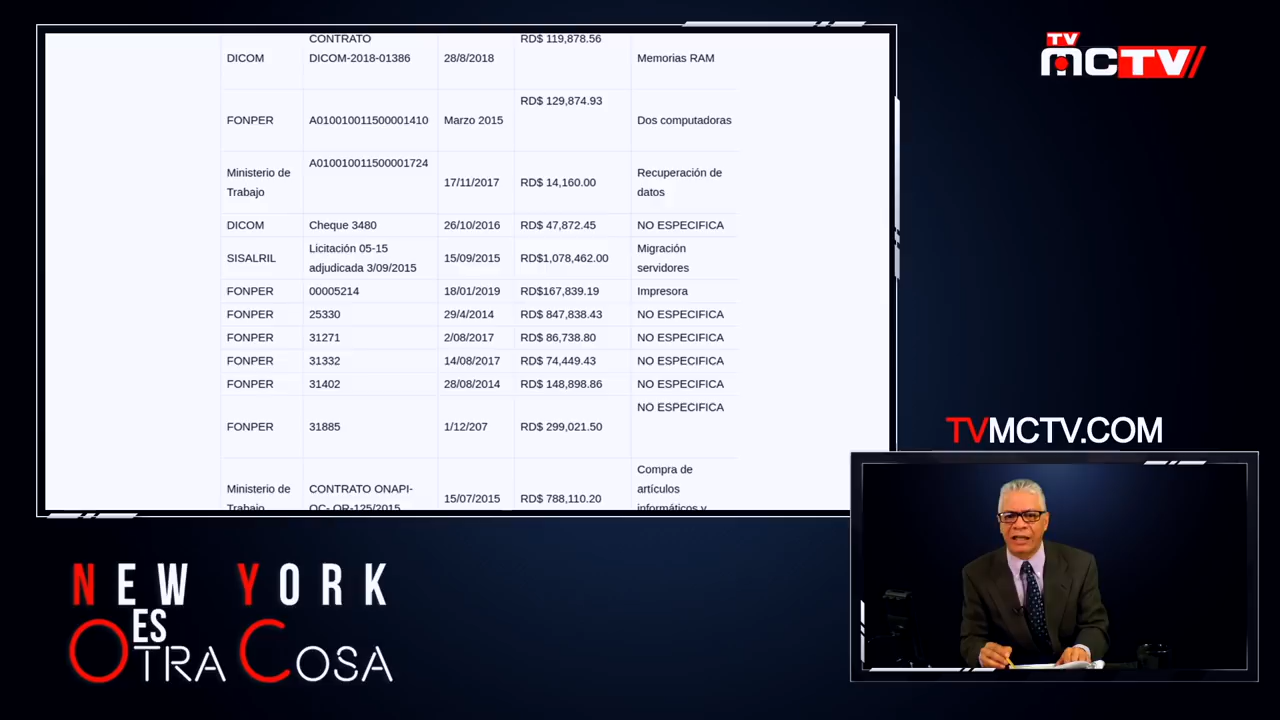 CONTRATO RD$ 119,878.56
DICOM DICOM-2018-01386 28/8/2018 Memorias RAM
RD$ 129,874.93
FONPER A010010011500001410 Marzo 2015 Dos computadoras
A010010011500001724
Ministerio de Recuperación de
17/11/2017 RD$ 14,160.00
Trabajo datos
DICOM Cheque 3480 26/10/2016 RD$ 47,872.45 NO ESPECIFICA
Licitación 05-15 Migración
SISALRIL 15/09/2015 RD$1,078,462.00
adjudicada 3/09/2015 servidores
FONPER 00005214 18/01/2019 RD$167,839.19 Impresora
FONPER 25330 29/4/2014 RD$ 847,838.43 NO ESPECIFICA
FONPER 31271 2/08/2017 RD$ 86,738.80 NO ESPECIFICA
FONPER 31332 14/08/2017 RD$ 74,449.43 NO ESPECIFICA
FONPER 31402 28/08/2014 RD$ 148,898.86 NO ESPECIFICA
NO ESPECIFICA
FONPER 31885 1/12/207 RD$ 299,021.50
Compra de
Ministerio de CONTRATO ONAPI- artículos
15/07/2015 RD$ 788,110.20
Trabajo OC- OR-125/2015 informáticos y
TV
MCTV
TVMCTV.COM
NEW YORK
ES
OTRA COSA